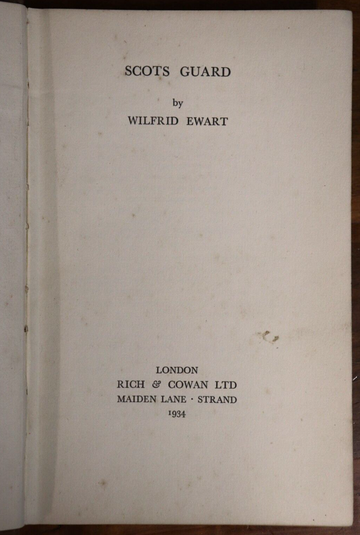 SCOTS GUARD
by
WILFRID EWART
LONDON
RICH & COWAN LTD
MAIDEN LANE · STRAND
1934